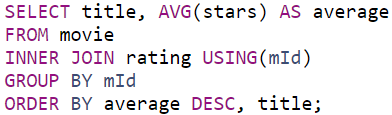 SELECT title, AVG(stars) AS average
FROM movie
INNER JOIN rating USING(mId)
GROUP BY mId
ORDER BY average DESC, title;